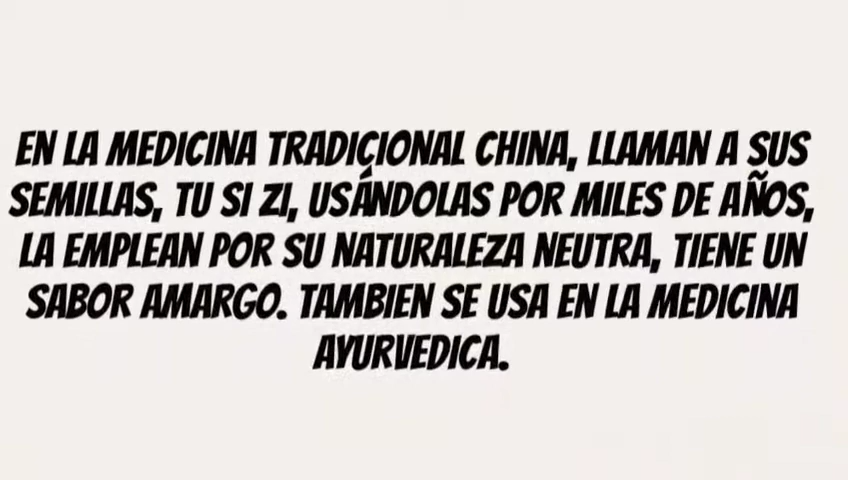 EN LA MEDICINA TRADICIONAL CHINA, LLAMAN A SUS
SEMILLAS, TU SI ZI, USÁNDOLAS POR MILES DE AÑOS,
LA EMPLEAN POR SU NATURALEZA NEUTRA, TIENE UN
SABOR AMARGO. TAMBIEN SE USA EN LA MEDICINA
AYURVEDICA.